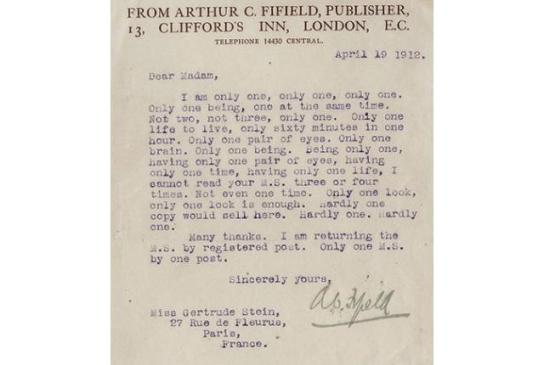 FROM ARTHUR C. FIFIELD, PUBLISHER,
13, CLIFFORD'S INN, LONDON, E.C.
TELEPHONE 14430 CENTRAL.
April 19 1912.
Dear Madam,
I am only one, only one, only one.
Only one being, one at the same time.
Not two, not three, only one. Only one
life to live, only sixty minutes in one
hour. Only one pair of eyes. Only one
brain. Only one being. Being only one,
having only one pair of eyes, having
only one time, having only one life, I
cannot read your M.S. three or four
times. Not even one time. Only one look,
only one look is enough. Hardly one
copy would sell here. Hardly one. Hardly
one.
Many thanks. I am returning the
M.S. by registered post. Only one M.S.
by one post.
Sincerely yours,
A.C. Fifield
Miss Gertrude Stein,
27 Rue de Fleurus,
Paris,
France.